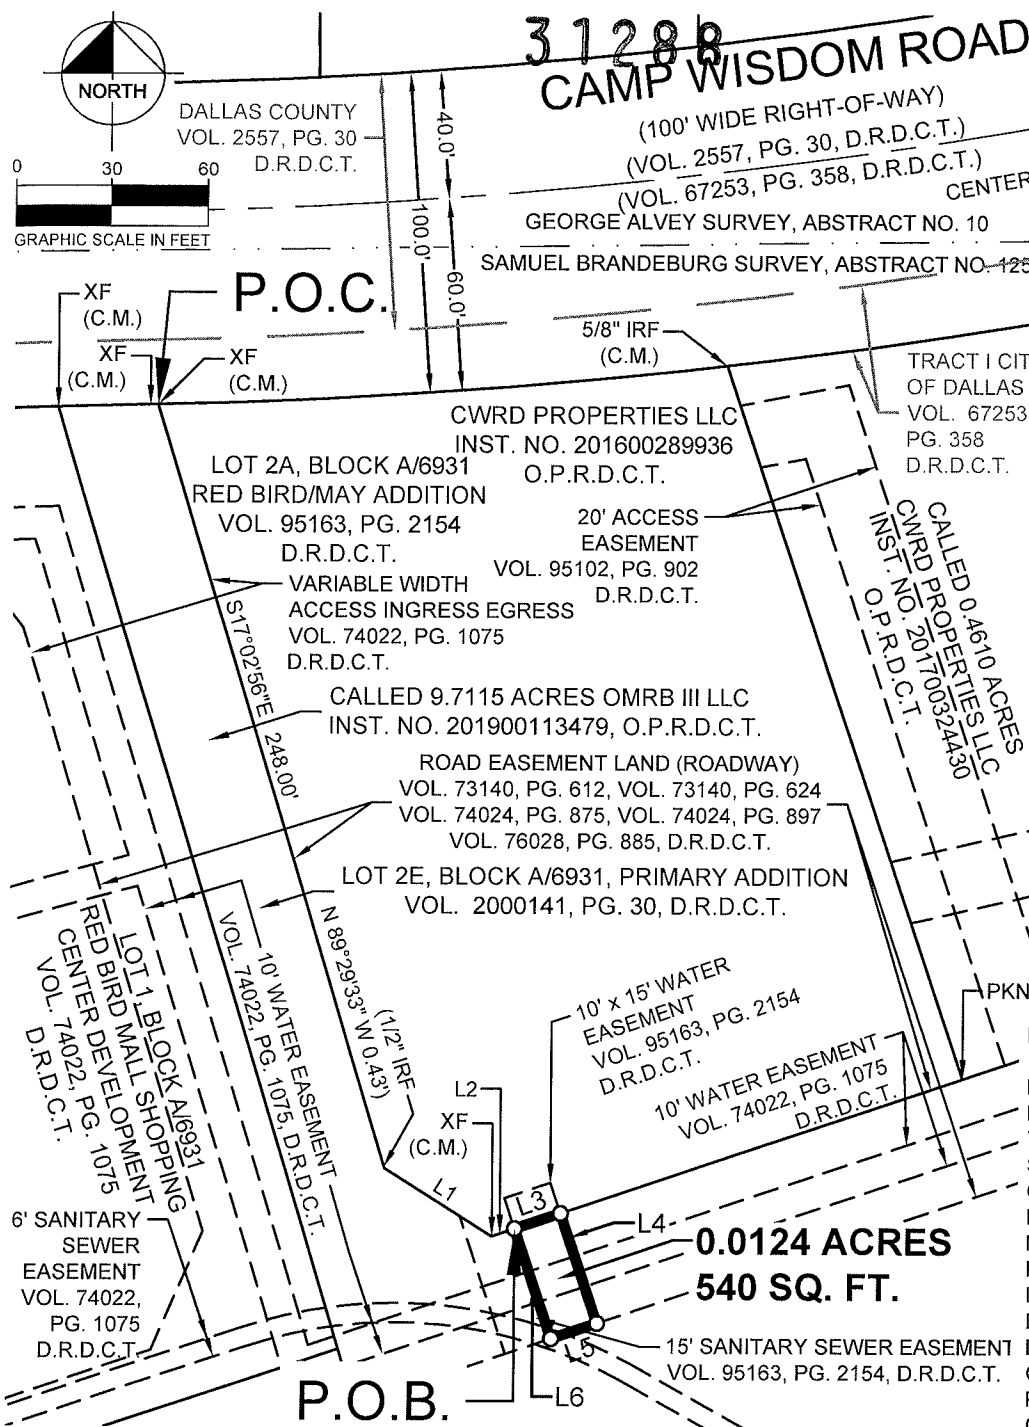 31288
CAMP WISDOM ROAD
(100' WIDE RIGHT-OF-WAY)
(VOL. 2557, PG. 30, D.R.D.C.T.)
(VOL. 67253, PG. 358, D.R.D.C.T.)
CENTER
NORTH
0 30 60
GRAPHIC SCALE IN FEET
DALLAS COUNTY
VOL. 2557, PG. 30
D.R.D.C.T.
40.0'
100.0'
60.0'
GEORGE ALVEY SURVEY, ABSTRACT NO. 10
SAMUEL BRANDEBURG SURVEY, ABSTRACT NO. 125
P.O.C.
XF
(C.M.)
XF
(C.M.)
XF
(C.M.)
5/8" IRF
(C.M.)
TRACT I CIT
OF DALLAS
VOL. 67253
PG. 358
D.R.D.C.T.
CWRD PROPERTIES LLC
INST. NO. 201600289936
O.P.R.D.C.T.
LOT 2A, BLOCK A/6931
RED BIRD/MAY ADDITION
VOL. 95163, PG. 2154
D.R.D.C.T.
20' ACCESS
EASEMENT
VOL. 95102, PG. 902
D.R.D.C.T.
CALLED 0.4610 ACRES
CWRD PROPERTIES LLC
INST. NO. 201700324430
O.P.R.D.C.T.
VARIABLE WIDTH
ACCESS INGRESS EGRESS
VOL. 74022, PG. 1075
D.R.D.C.T.
S17°02'56"E 248.00'
CALLED 9.7115 ACRES OMRB III LLC
INST. NO. 201900113479, O.P.R.D.C.T.
ROAD EASEMENT LAND (ROADWAY)
VOL. 73140, PG. 612, VOL. 73140, PG. 624
VOL. 74024, PG. 875, VOL. 74024, PG. 897
VOL. 76028, PG. 885, D.R.D.C.T.
LOT 2E, BLOCK A/6931, PRIMARY ADDITION
VOL. 2000141, PG. 30, D.R.D.C.T.
LOT 1, BLOCK A/6931
RED BIRD MALL SHOPPING
CENTER DEVELOPMENT
VOL. 74022, PG. 1075
D.R.D.C.T.
10' WATER EASEMENT
VOL. 74022, PG. 1075, D.R.D.C.T.
(1/2" IRF
N 89°29'33" W 0.43')
10' x 15' WATER
EASEMENT
VOL. 95163, PG. 2154
D.R.D.C.T.
10' WATER EASEMENT
VOL. 74022, PG. 1075
D.R.D.C.T.
PKN
L2
XF
(C.M.)
L1
L3
L4
0.0124 ACRES
540 SQ. FT.
6' SANITARY
SEWER
EASEMENT
VOL. 74022,
PG. 1075
D.R.D.C.T.
15' SANITARY SEWER EASEMENT
VOL. 95163, PG. 2154, D.R.D.C.T.
L5
L6
P.O.B.